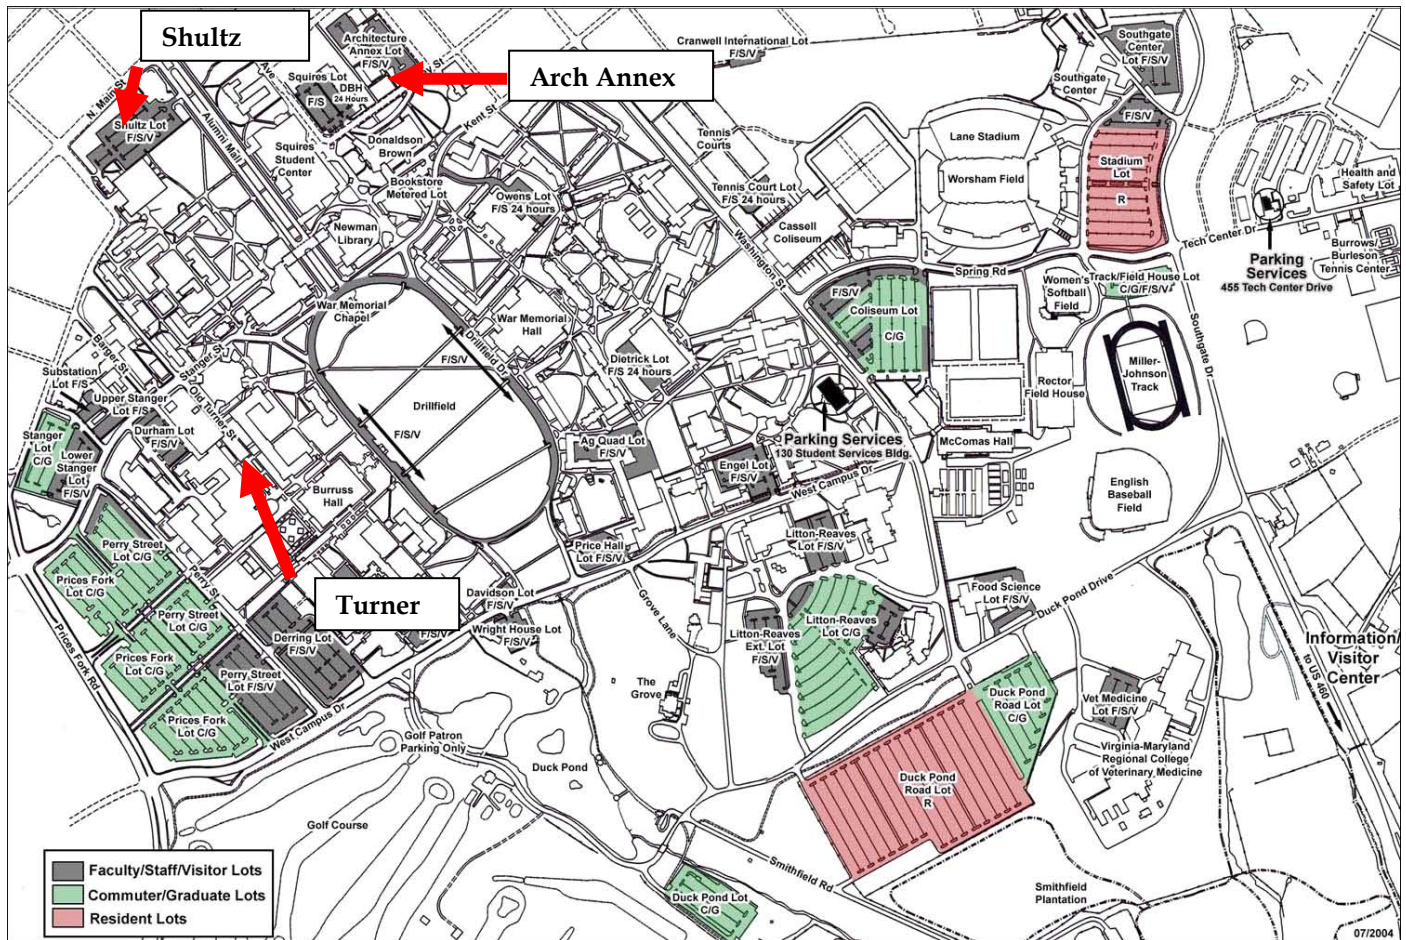 Shultz
Arch Annex
Turner
N. Main St
Ave
Alumni Mall
Shultz Lot
F/S/V
Architecture
Annex Lot
F/S/V
Squires Lot
DBH
24 Hours
F/S
Kent St
Donaldson
Brown
Squires
Student
Center
Bookstore
Metered Lot
Newman
Library
Owens Lot
F/S 24 hours
Cranwell International Lot
F/S/V
Tennis
Courts
Tennis Court Lot
F/S 24 hours
Washington St
Cassell
Coliseum
Lane Stadium
Worsham Field
Southgate
Center
Lot F/S/V
Southgate
Center
F/S/V
Stadium
Lot
R
Health and
Safety Lot
Tech Center Dr
Parking
Services
455 Tech Center Drive
Burrows/
Burleson
Tennis Center
Spring Rd
Women's
Softball
Field
Track/Field House Lot
C/G/F/S/V
F/S/V
Coliseum Lot
C/G
Southgate Dr
Miller-
Johnson
Track
Rector
Field House
McComas Hall
English
Baseball
Field
War Memorial
Chapel
Drillfield Dr
F/S/V
War Memorial
Hall
Drillfield
F/S/V
Dietrick Lot
F/S 24 hours
Parking Services
130 Student Services Bldg.
Ag Quad Lot
F/S/V
Engel Lot
F/S/V
West Campus Dr
Stanger St
Barger St
Old Turner St
Substation
Lot F/S
Upper Stanger
Lot F/S
Durham Lot
F/S/V
Stanger
Lot
C/G
Lower
Stanger
Lot
F/S/V
Burruss
Hall
Price Hall
Lot F/S/V
Litton-Reaves
Lot F/S/V
Perry Street
Lot C/G
Prices Fork
Lot C/G
Perry St
Perry Street
Lot C/G
Prices Fork
Lot C/G
Perry Street
Lot F/S/V
Derring Lot
F/S/V
Prices Fork
Lot C/G
Prices Fork Rd
West Campus Dr
F/S/V
Davidson Lot
F/S/V
Wright House Lot
F/S/V
Grove Lane
The
Grove
Litton-Reaves
Ext. Lot
F/S/V
Litton-Reaves
Lot C/G
Food Science
Lot F/S/V
Duck Pond Drive
Duck Pond
Road Lot
C/G
Vet Medicine
Lot F/S/V
Virginia-Maryland
Regional College
of Veterinary Medicine
Information/
Visitor
Center
to US 460
Golf Patron
Parking Only
Duck Pond
Golf Course
Duck Pond
Road Lot
R
Smithfield Rd
Duck Pond Lot
C/G
Smithfield
Plantation
Faculty/Staff/Visitor Lots
Commuter/Graduate Lots
Resident Lots
07/2004